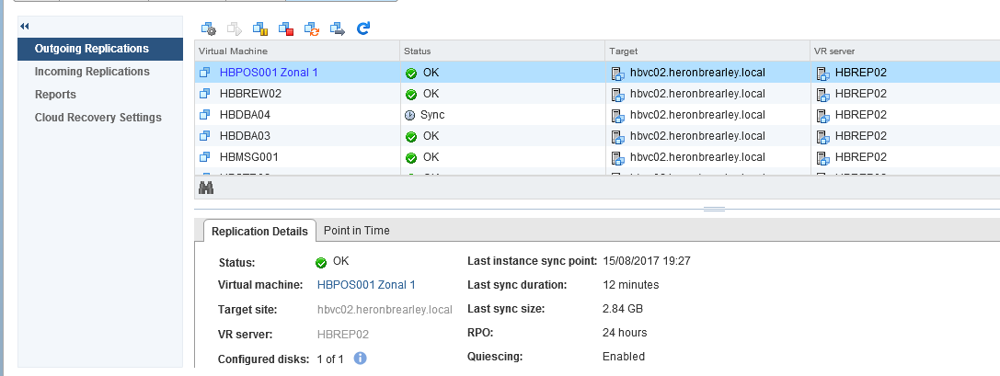 Outgoing Replications
Incoming Replications
Reports
Cloud Recovery Settings
Virtual Machine Status Target VR server
HBPOS001 Zonal 1 OK hbvc02.heronbrearley.local HBREP02
HBBREW02 OK hbvc02.heronbrearley.local HBREP02
HBDBA04 Sync hbvc02.heronbrearley.local HBREP02
HBDBA03 OK hbvc02.heronbrearley.local HBREP02
HBMSG001 OK hbvc02.heronbrearley.local HBREP02
Replication Details Point in Time
Status: OK Last instance sync point: 15/08/2017 19:27
Virtual machine: HBPOS001 Zonal 1 Last sync duration: 12 minutes
Target site: hbvc02.heronbrearley.local Last sync size: 2.84 GB
VR server: HBREP02 RPO: 24 hours
Configured disks: 1 of 1 Quiescing: Enabled